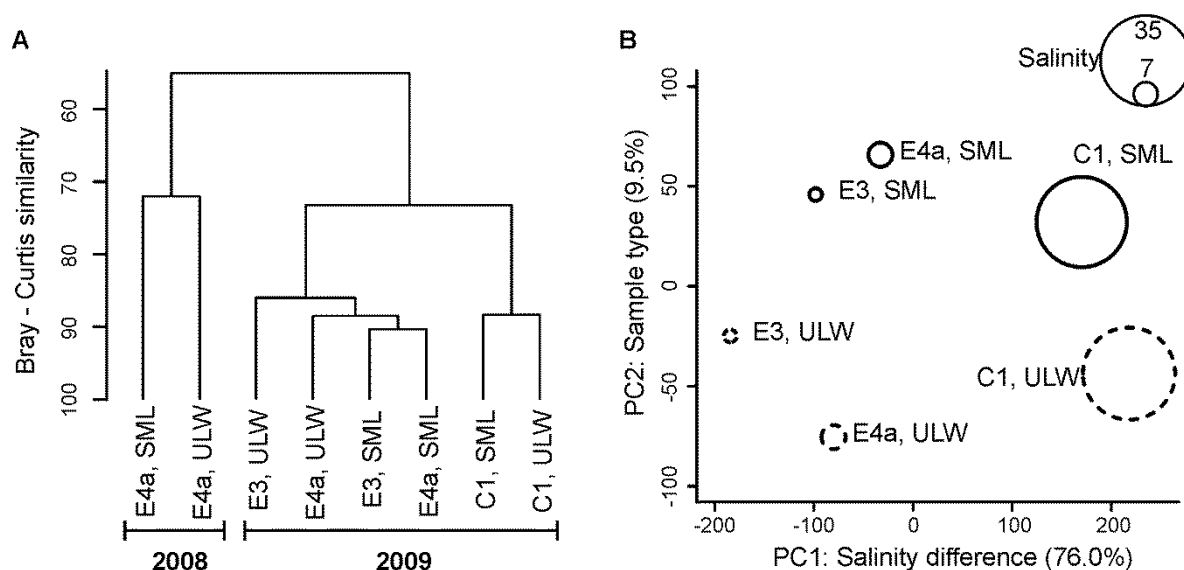 A
Bray - Curtis similarity
60
70
80
90
100
E4a, SML
E4a, ULW
E3, ULW
E4a, ULW
E3, SML
E4a, SML
C1, SML
C1, ULW
2008
2009
B
35
Salinity
7
PC2: Sample type (9.5%)
100
50
0
-50
-100
E4a, SML
C1, SML
E3, SML
E3, ULW
C1, ULW
E4a, ULW
-200
-100
0
100
200
PC1: Salinity difference (76.0%)